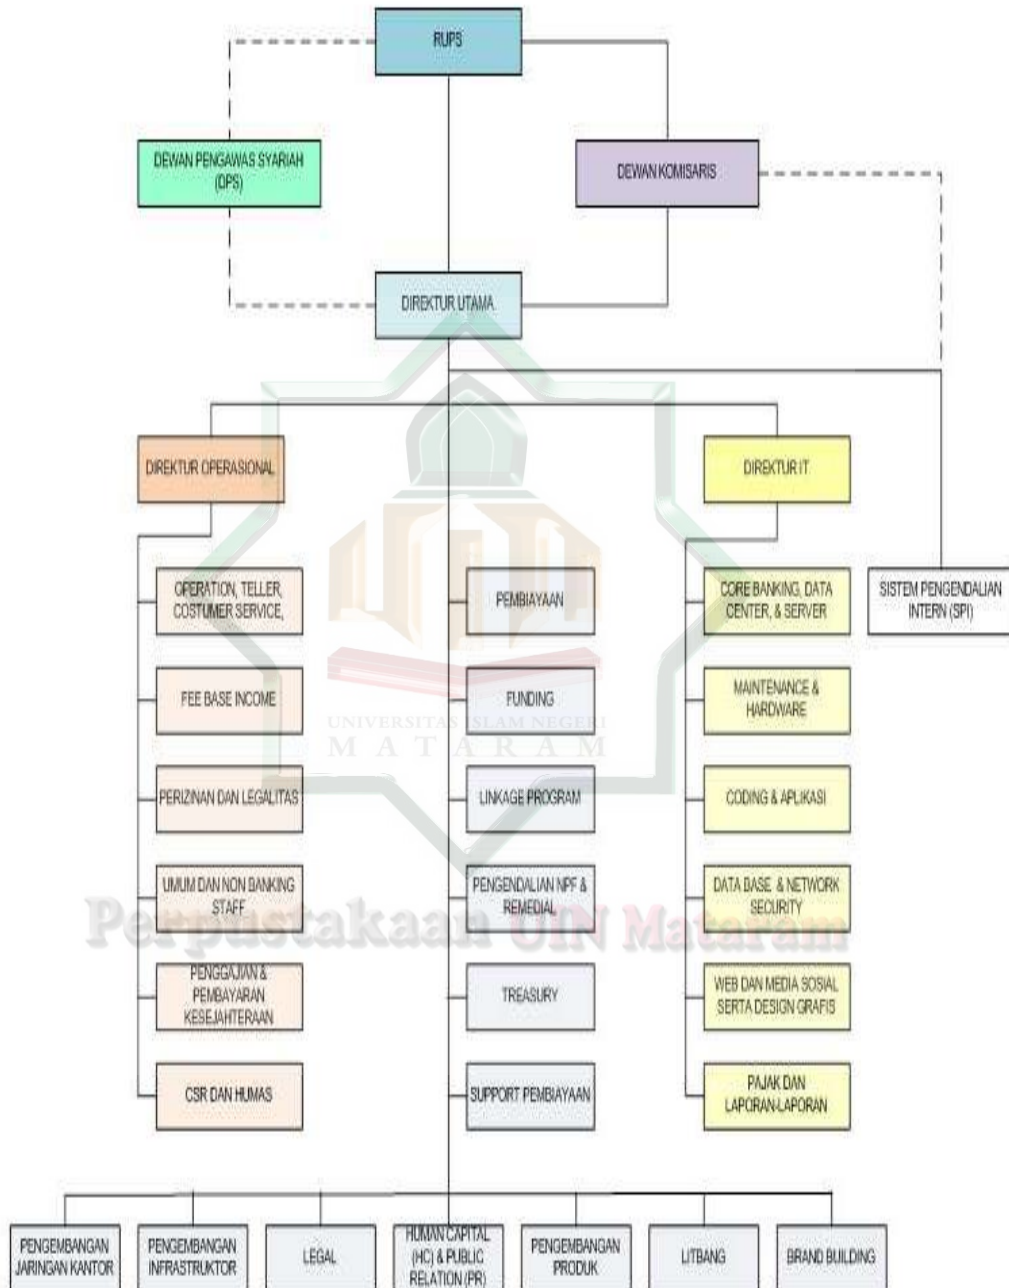 RUPS
DEWAN PENGAWAS SYARIAH
(DPS)
DEWAN KOMISARIS
DIREKTUR UTAMA
DIREKTUR OPERASIONAL
DIREKTUR IT
OPERATION, TELLER,
COSTUMER SERVICE,
PEMBIAYAAN
CORE BANKING, DATA
CENTER, & SERVER
SISTEM PENGENDALIAN
INTERN (SPI)
FEE BASE INCOME
FUNDING
MAINTENANCE &
HARDWARE
UNIVERSITAS ISLAM NEGERI
MATARAM
PERIZINAN DAN LEGALITAS
LINKAGE PROGRAM
CODING & APLIKASI
UMUM DAN NON BANKING
STAFF
PENGENDALIAN NPF &
REMEDIAL
DATA BASE & NETWORK
SECURITY
Perpustakaan UIN Mataram
PENGGAJIAN &
PEMBAYARAN
KESEJAHTERAAN
TREASURY
WEB DAN MEDIA SOSIAL
SERTA DESIGN GRAFIS
CSR DAN HUMAS
SUPPORT PEMBIAYAAN
PAJAK DAN
LAPORAN-LAPORAN
PENGEMBANGAN
JARINGAN KANTOR
PENGEMBANGAN
INFRASTRUKTOR
LEGAL
HUMAN CAPITAL
(HC) & PUBLIC
RELATION (PR)
PENGEMBANGAN
PRODUK
LITBANG
BRAND BUILDING